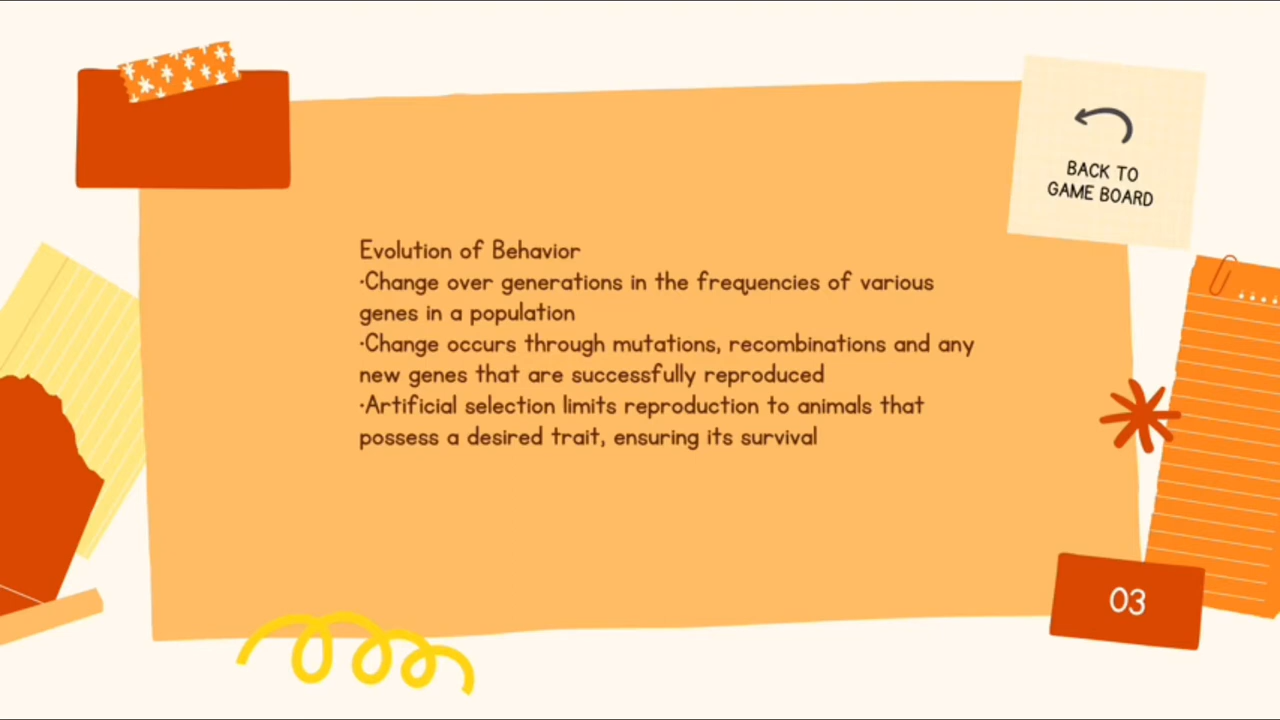 BACK TO
GAME BOARD
Evolution of Behavior
·Change over generations in the frequencies of various
genes in a population
·Change occurs through mutations, recombinations and any
new genes that are successfully reproduced
·Artificial selection limits reproduction to animals that
possess a desired trait, ensuring its survival
03